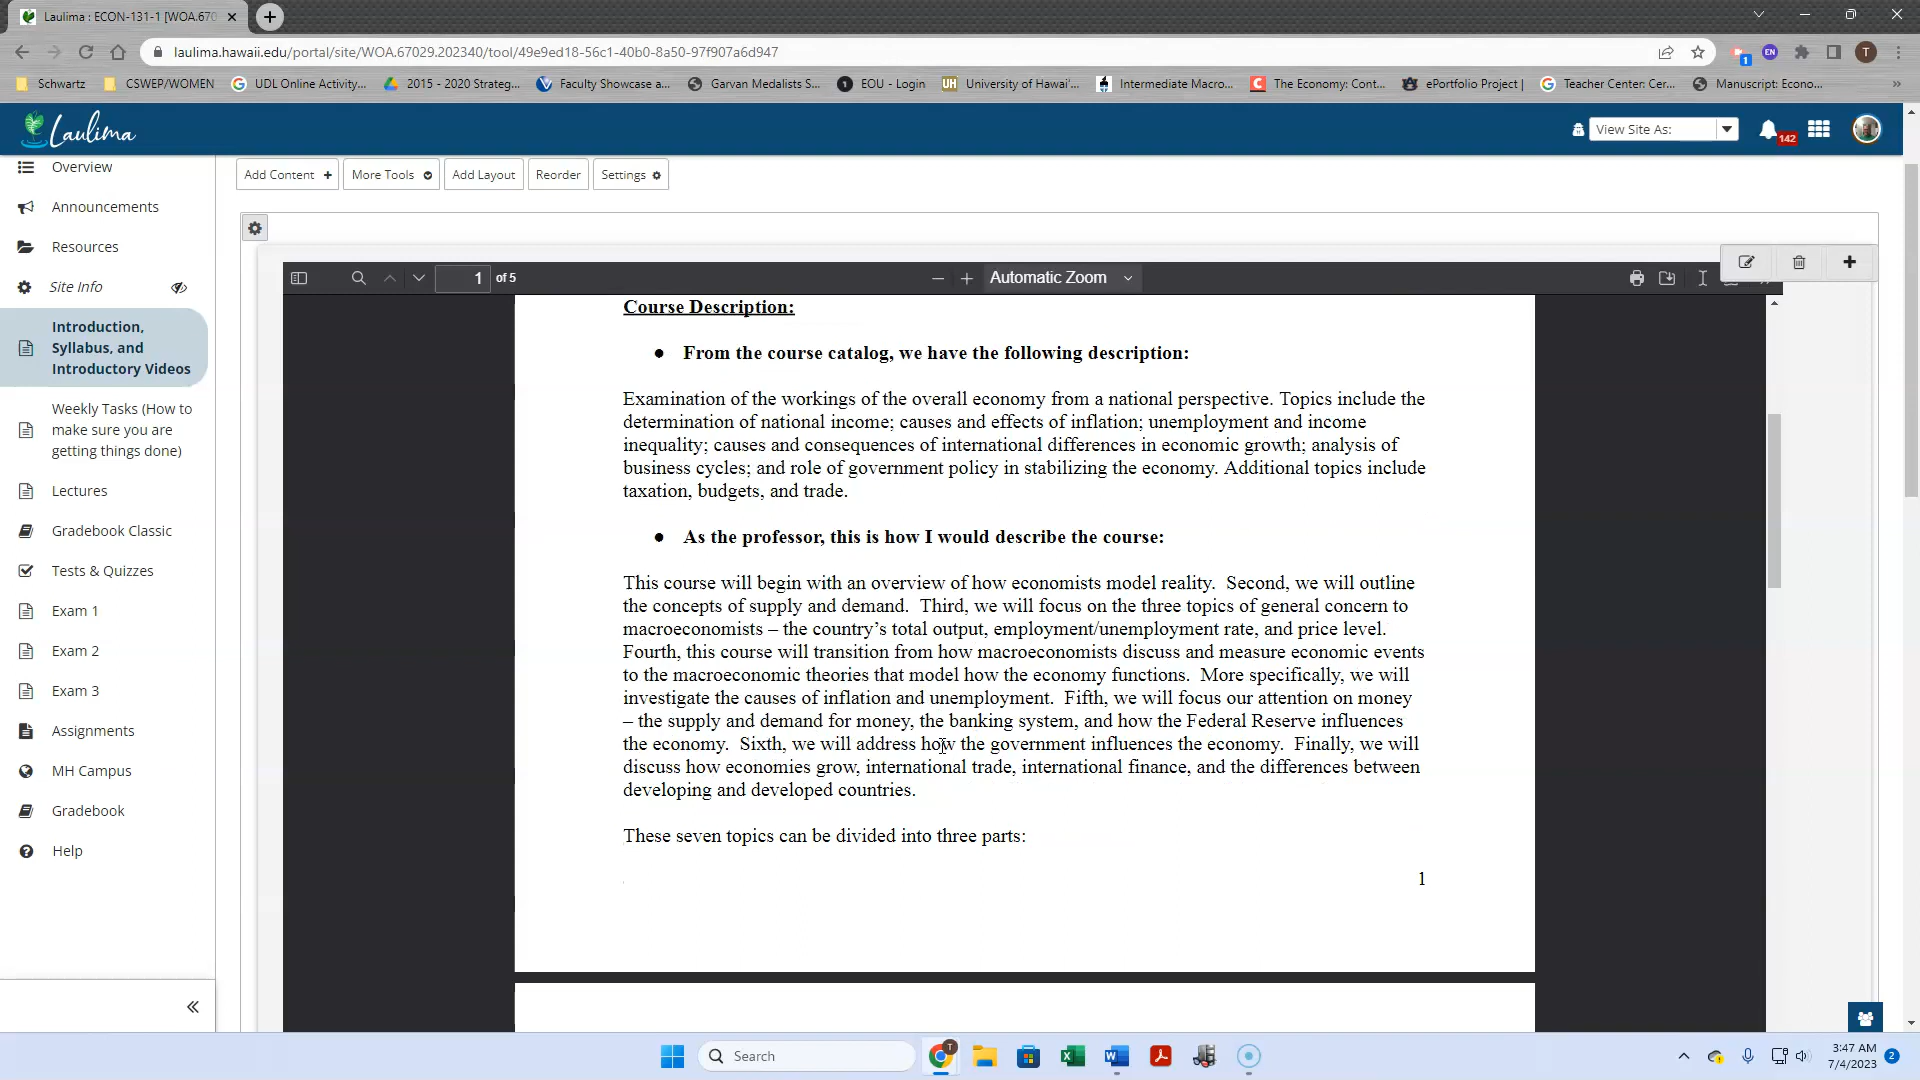 Laulima : ECON-131-1 [WOA.670
laulima.hawaii.edu/portal/site/WOA.67029.202340/tool/49e9ed18-56c1-40b0-8a50-97f907a6d947
EN
1
T
Schwartz
CSWEP/WOMEN
UDL Online Activity...
2015 - 2020 Strateg...
Faculty Showcase a...
Garvan Medalists S...
EOU - Login
University of Hawai'...
Intermediate Macro...
The Economy: Cont...
ePortfolio Project |
Teacher Center: Cer...
Manuscript: Econo...
Laulima
View Site As:
142
Overview
Announcements
Resources
Site Info
Introduction,
Syllabus, and
Introductory Videos
Weekly Tasks (How to
make sure you are
getting things done)
Lectures
Gradebook Classic
Tests & Quizzes
Exam 1
Exam 2
Exam 3
Assignments
MH Campus
Gradebook
Help
Add Content
More Tools
Add Layout
Reorder
Settings
1 of 5
Automatic Zoom
Course Description:
● From the course catalog, we have the following description:
Examination of the workings of the overall economy from a national perspective. Topics include the
determination of national income; causes and effects of inflation; unemployment and income
inequality; causes and consequences of international differences in economic growth; analysis of
business cycles; and role of government policy in stabilizing the economy. Additional topics include
taxation, budgets, and trade.
● As the professor, this is how I would describe the course:
This course will begin with an overview of how economists model reality.  Second, we will outline
the concepts of supply and demand.  Third, we will focus on the three topics of general concern to
macroeconomists – the country’s total output, employment/unemployment rate, and price level.
Fourth, this course will transition from how macroeconomists discuss and measure economic events
to the macroeconomic theories that model how the economy functions.  More specifically, we will
investigate the causes of inflation and unemployment.  Fifth, we will focus our attention on money
– the supply and demand for money, the banking system, and how the Federal Reserve influences
the economy.  Sixth, we will address how the government influences the economy.  Finally, we will
discuss how economies grow, international trade, international finance, and the differences between
developing and developed countries.
These seven topics can be divided into three parts:
1
Search
3:47 AM
7/4/2023
2